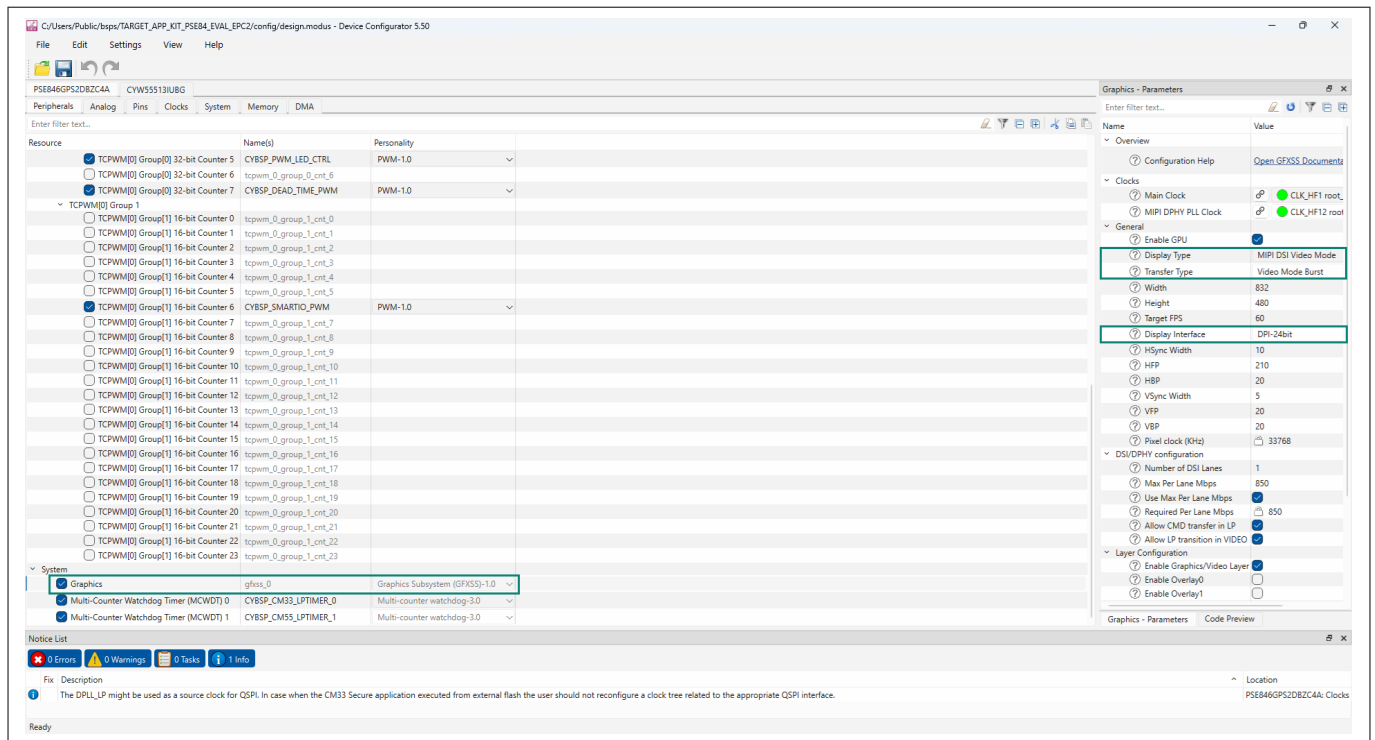 C:/Users/Public/bsps/TARGET_APP_KIT_PSE84_EVAL_EPC2/config/design.modus - Device Configurator 5.50
File Edit Settings View Help
PSE846GPS2DBZC4A CYW55513IUBG
Peripherals Analog Pins Clocks System Memory DMA
Enter filter text...
Resource Name(s) Personality
TCPWM[0] Group[0] 32-bit Counter 5 CYBSP_PWM_LED_CTRL PWM-1.0
TCPWM[0] Group[0] 32-bit Counter 6 tcpwm_0_group_0_cnt_6
TCPWM[0] Group[0] 32-bit Counter 7 CYBSP_DEAD_TIME_PWM PWM-1.0
TCPWM[0] Group 1
TCPWM[0] Group[1] 16-bit Counter 0 tcpwm_0_group_1_cnt_0
TCPWM[0] Group[1] 16-bit Counter 1 tcpwm_0_group_1_cnt_1
TCPWM[0] Group[1] 16-bit Counter 2 tcpwm_0_group_1_cnt_2
TCPWM[0] Group[1] 16-bit Counter 3 tcpwm_0_group_1_cnt_3
TCPWM[0] Group[1] 16-bit Counter 4 tcpwm_0_group_1_cnt_4
TCPWM[0] Group[1] 16-bit Counter 5 tcpwm_0_group_1_cnt_5
TCPWM[0] Group[1] 16-bit Counter 6 CYBSP_SMARTIO_PWM PWM-1.0
TCPWM[0] Group[1] 16-bit Counter 7 tcpwm_0_group_1_cnt_7
TCPWM[0] Group[1] 16-bit Counter 8 tcpwm_0_group_1_cnt_8
TCPWM[0] Group[1] 16-bit Counter 9 tcpwm_0_group_1_cnt_9
TCPWM[0] Group[1] 16-bit Counter 10 tcpwm_0_group_1_cnt_10
TCPWM[0] Group[1] 16-bit Counter 11 tcpwm_0_group_1_cnt_11
TCPWM[0] Group[1] 16-bit Counter 12 tcpwm_0_group_1_cnt_12
TCPWM[0] Group[1] 16-bit Counter 13 tcpwm_0_group_1_cnt_13
TCPWM[0] Group[1] 16-bit Counter 14 tcpwm_0_group_1_cnt_14
TCPWM[0] Group[1] 16-bit Counter 15 tcpwm_0_group_1_cnt_15
TCPWM[0] Group[1] 16-bit Counter 16 tcpwm_0_group_1_cnt_16
TCPWM[0] Group[1] 16-bit Counter 17 tcpwm_0_group_1_cnt_17
TCPWM[0] Group[1] 16-bit Counter 18 tcpwm_0_group_1_cnt_18
TCPWM[0] Group[1] 16-bit Counter 19 tcpwm_0_group_1_cnt_19
TCPWM[0] Group[1] 16-bit Counter 20 tcpwm_0_group_1_cnt_20
TCPWM[0] Group[1] 16-bit Counter 21 tcpwm_0_group_1_cnt_21
TCPWM[0] Group[1] 16-bit Counter 22 tcpwm_0_group_1_cnt_22
TCPWM[0] Group[1] 16-bit Counter 23 tcpwm_0_group_1_cnt_23
System
Graphics gfxss_0 Graphics Subsystem (GFXSS)-1.0
Multi-Counter Watchdog Timer (MCWDT) 0 CYBSP_CM33_LPTIMER_0 Multi-counter watchdog-3.0
Multi-Counter Watchdog Timer (MCWDT) 1 CYBSP_CM55_LPTIMER_1 Multi-counter watchdog-3.0
Graphics - Parameters
Enter filter text...
Name Value
Overview
Configuration Help Open GFXSS Documenta
Clocks
Main Clock CLK_HF1 root_
MIPI DPHY PLL Clock CLK_HF12 root
General
Enable GPU
Display Type MIPI DSI Video Mode
Transfer Type Video Mode Burst
Width 832
Height 480
Target FPS 60
Display Interface DPI-24bit
HSync Width 10
HFP 210
HBP 20
VSync Width 5
VFP 20
VBP 20
Pixel clock (KHz) 33768
DSI/DPHY configuration
Number of DSI Lanes 1
Max Per Lane Mbps 850
Use Max Per Lane Mbps
Required Per Lane Mbps 850
Allow CMD transfer in LP
Allow LP transition in VIDEO
Layer Configuration
Enable Graphics/Video Layer
Enable Overlay0
Enable Overlay1
Graphics - Parameters Code Preview
Notice List
0 Errors 0 Warnings 0 Tasks 1 Info
Fix Description Location
The DPLL_LP might be used as a source clock for QSPI. In case when the CM33 Secure application executed from external flash the user should not reconfigure a clock tree related to the appropriate QSPI interface. PSE846GPS2DBZC4A: Clocks
Ready